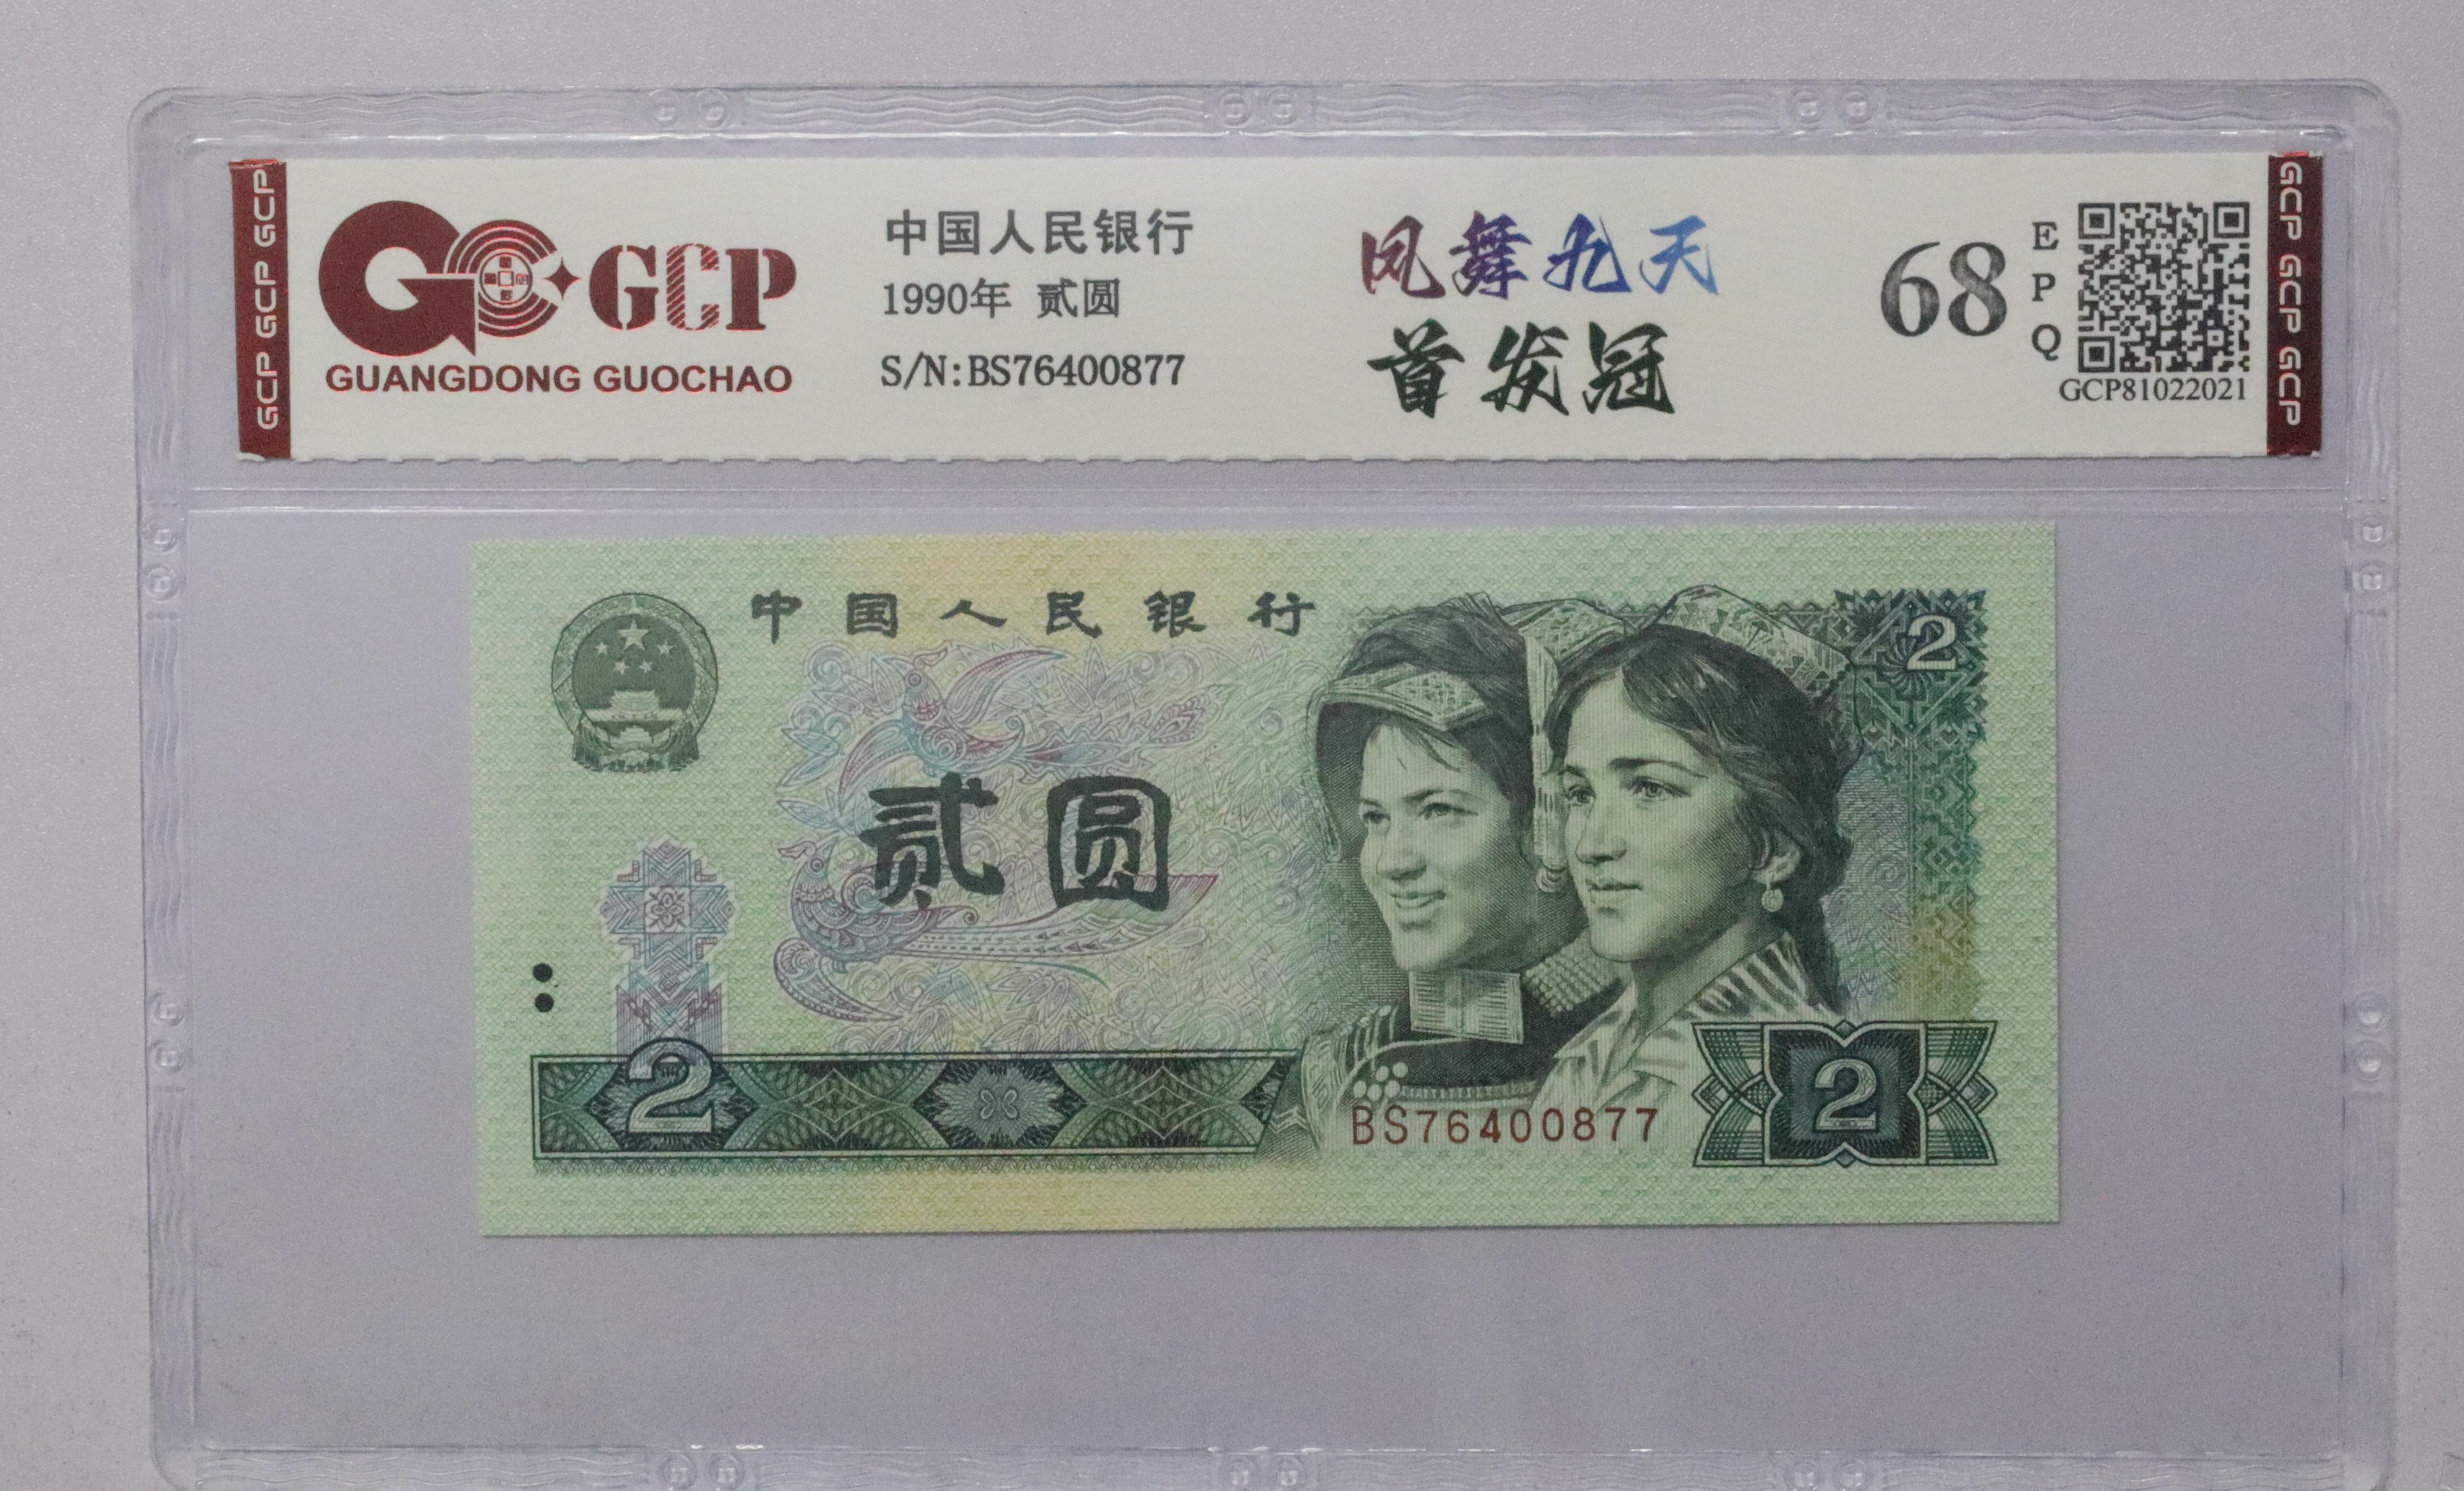 GCP GCP GCP
GCP
GUANGDONG GUOCHAO
中国人民银行
1990年 贰圆
S/N:BS76400877
凤舞九天
首发冠
68
EPQ
GCP81022021
GCP GCP GCP
中国人民银行
2
贰圆
2
BS76400877
2